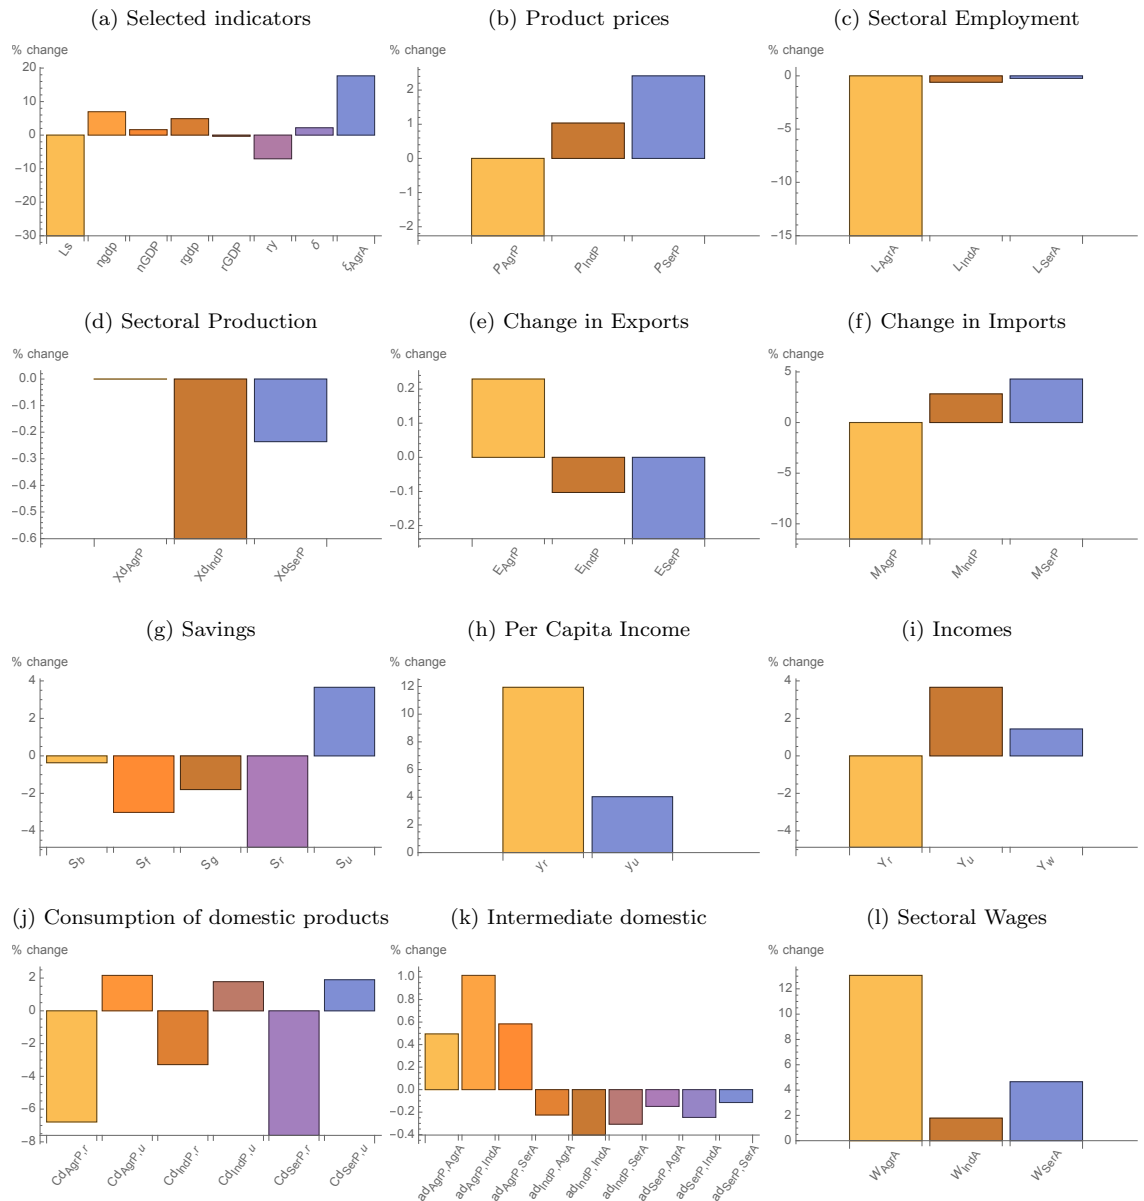 (a) Selected indicators
% change
20
10
0
−10
−20
−30
Ls
ngdp
nGDP
rgdp
rGDP
ry
δ
ξAgrA
(b) Product prices
% change
2
1
0
−1
−2
PAgrP
PIndP
PSerP
(c) Sectoral Employment
% change
0
−5
−10
−15
LAgrA
LIndA
LSerA
(d) Sectoral Production
% change
0.0
−0.1
−0.2
−0.3
−0.4
−0.5
−0.6
XdAgrP
XdIndP
XdSerP
(e) Change in Exports
% change
0.2
0.1
0.0
−0.1
−0.2
EAgrP
EIndP
ESerP
(f) Change in Imports
% change
5
0
−5
−10
MAgrP
MIndP
MSerP
(g) Savings
% change
4
2
0
−2
−4
Sb
Sf
Sg
Sr
Su
(h) Per Capita Income
% change
12
10
8
6
4
2
0
yr
yu
(i) Incomes
% change
4
2
0
−2
−4
Yr
Yu
Yw
(j) Consumption of domestic products
% change
2
0
−2
−4
−6
−8
CdAgrP,r
CdAgrP,u
CdIndP,r
CdIndP,u
CdSerP,r
CdSerP,u
(k) Intermediate domestic
% change
1.0
0.8
0.6
0.4
0.2
0.0
−0.2
−0.4
adAgrP,AgrA
adAgrP,IndA
adAgrP,SerA
adIndP,AgrA
adIndP,IndA
adIndP,SerA
adSerP,AgrA
adSerP,IndA
adSerP,SerA
(l) Sectoral Wages
% change
12
10
8
6
4
2
0
WAgrA
WIndA
WSerA